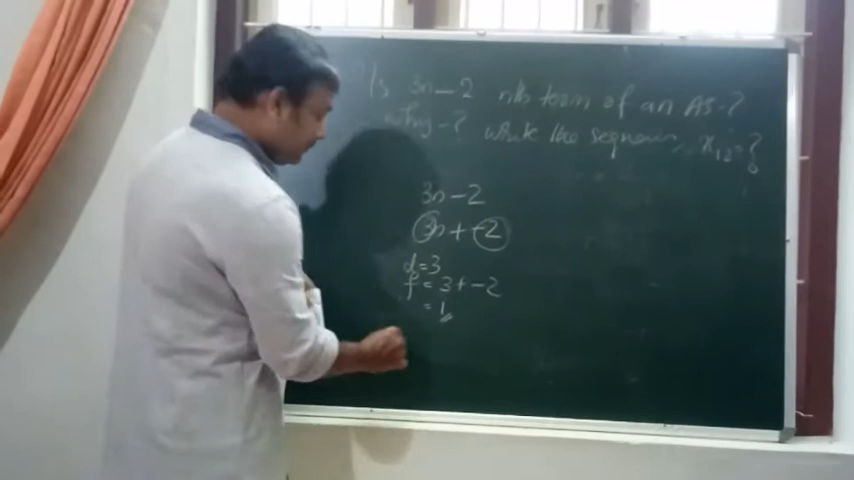 Is 3n-2 nth term of an AS-?
Why-? write the sequence x12=?
3n-2
3n+-2
d=3
f=3+-2
=1